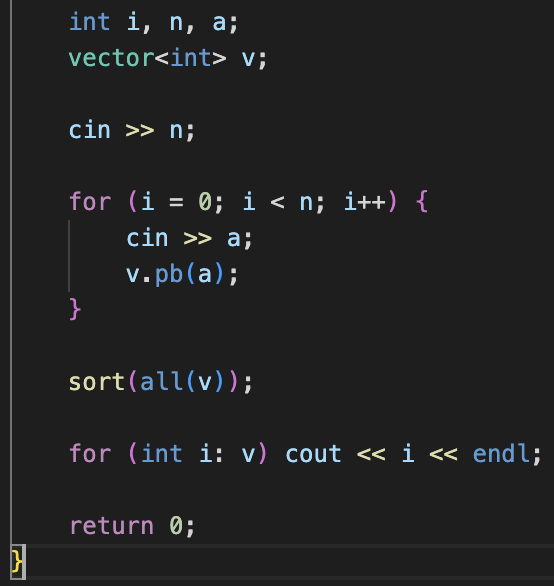 int i, n, a;
vector<int> v;
cin >> n;
for (i = 0; i < n; i++) {
cin >> a;
v.pb(a);
}
sort(all(v));
for (int i: v) cout << i << endl;
return 0;
}